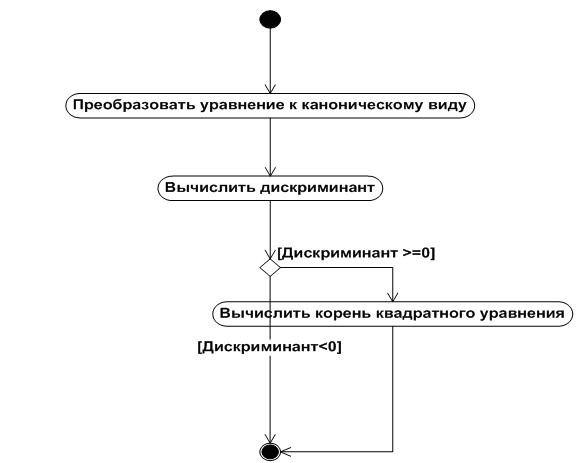 Преобразовать уравнение к каноническому виду
Вычислить дискриминант
[Дискриминант >=0]
Вычислить корень квадратного уравнения
[Дискриминант<0]